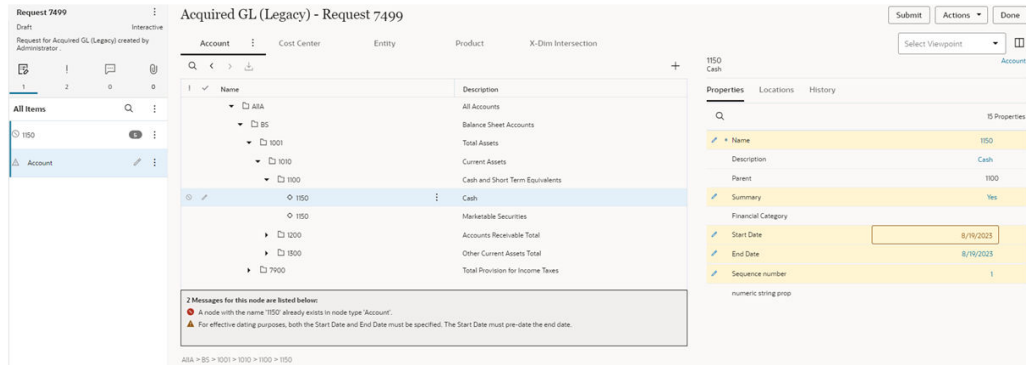 Request 7499
Draft Interactive
Request for Acquired GL (Legacy) created by
Administrator .
1 2 0 0
All Items
1150 6
Account
Acquired GL (Legacy) - Request 7499
Submit Actions Done
Account Cost Center Entity Product X-Dim Intersection
Select Viewpoint
Name Description
AllA All Accounts
BS Balance Sheet Accounts
1001 Total Assets
1010 Current Assets
1100 Cash and Short Term Equivalents
1150 Cash
1150 Marketable Securities
1200 Accounts Receivable Total
1300 Other Current Assets Total
7900 Total Provision for Income Taxes
2 Messages for this node are listed below:
A node with the name '1150' already exists in node type 'Account'.
For effective dating purposes, both the Start Date and End Date must be specified. The Start Date must pre-date the end date.
AllA > BS > 1001 > 1010 > 1100 > 1150
1150 Account
Cash
Properties Locations History
15 Properties
* Name 1150
Description Cash
Parent 1100
Summary Yes
Financial Category
Start Date 8/19/2023
End Date 8/19/2023
Sequence number 1
numeric string prop